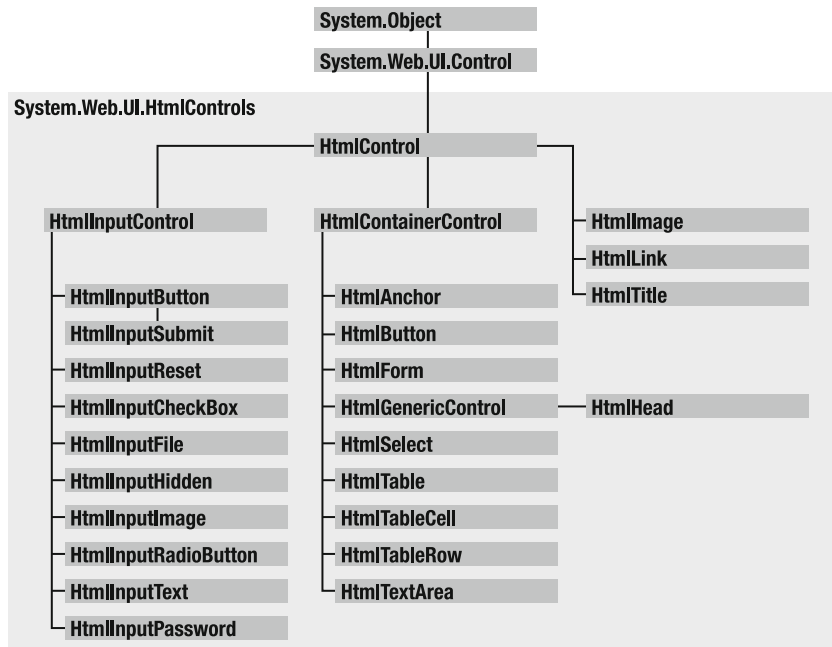 System.Object
System.Web.UI.Control
System.Web.UI.HtmlControls
HtmlControl
HtmlInputControl
HtmlContainerControl
HtmlImage
HtmlLink
HtmlTitle
HtmlInputButton
HtmlInputSubmit
HtmlInputReset
HtmlInputCheckBox
HtmlInputFile
HtmlInputHidden
HtmlInputImage
HtmlInputRadioButton
HtmlInputText
HtmlInputPassword
HtmlAnchor
HtmlButton
HtmlForm
HtmlGenericControl
HtmlHead
HtmlSelect
HtmlTable
HtmlTableCell
HtmlTableRow
HtmlTextArea